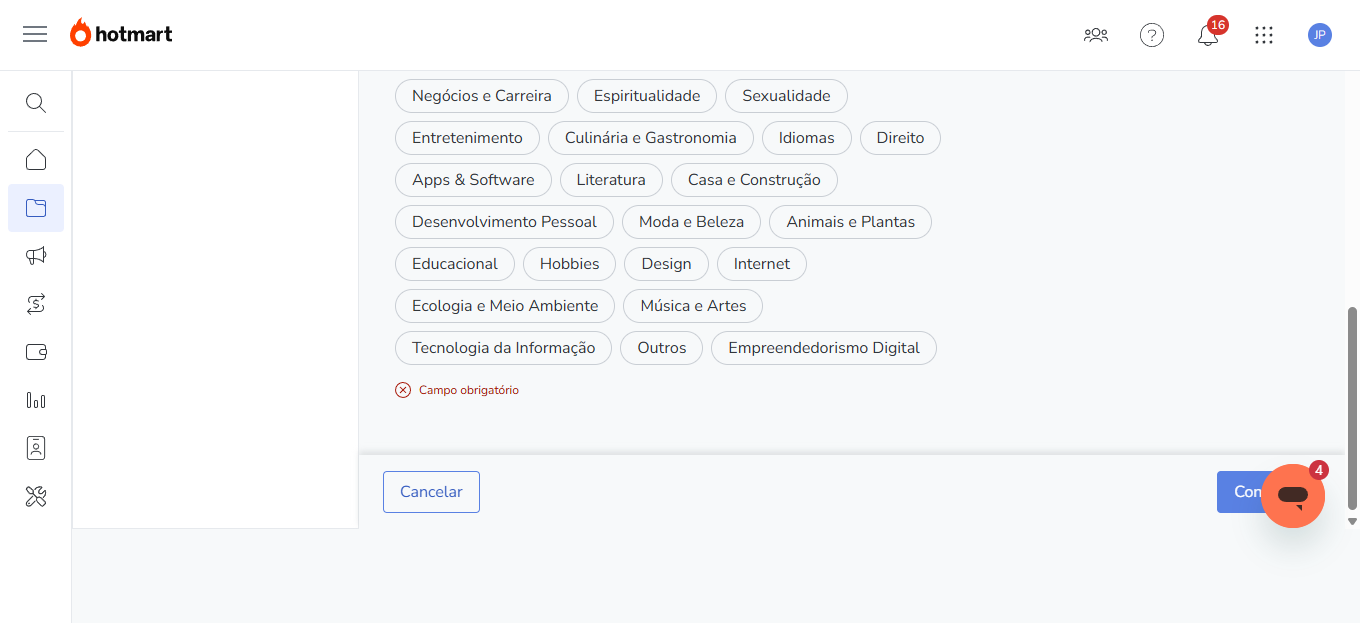 hotmart
?
16
JP
Negócios e Carreira Espiritualidade Sexualidade
Entretenimento Culinária e Gastronomia Idiomas Direito
Apps & Software Literatura Casa e Construção
Desenvolvimento Pessoal Moda e Beleza Animais e Plantas
Educacional Hobbies Design Internet
Ecologia e Meio Ambiente Música e Artes
Tecnologia da Informação Outros Empreendedorismo Digital
Campo obrigatório
Cancelar
4